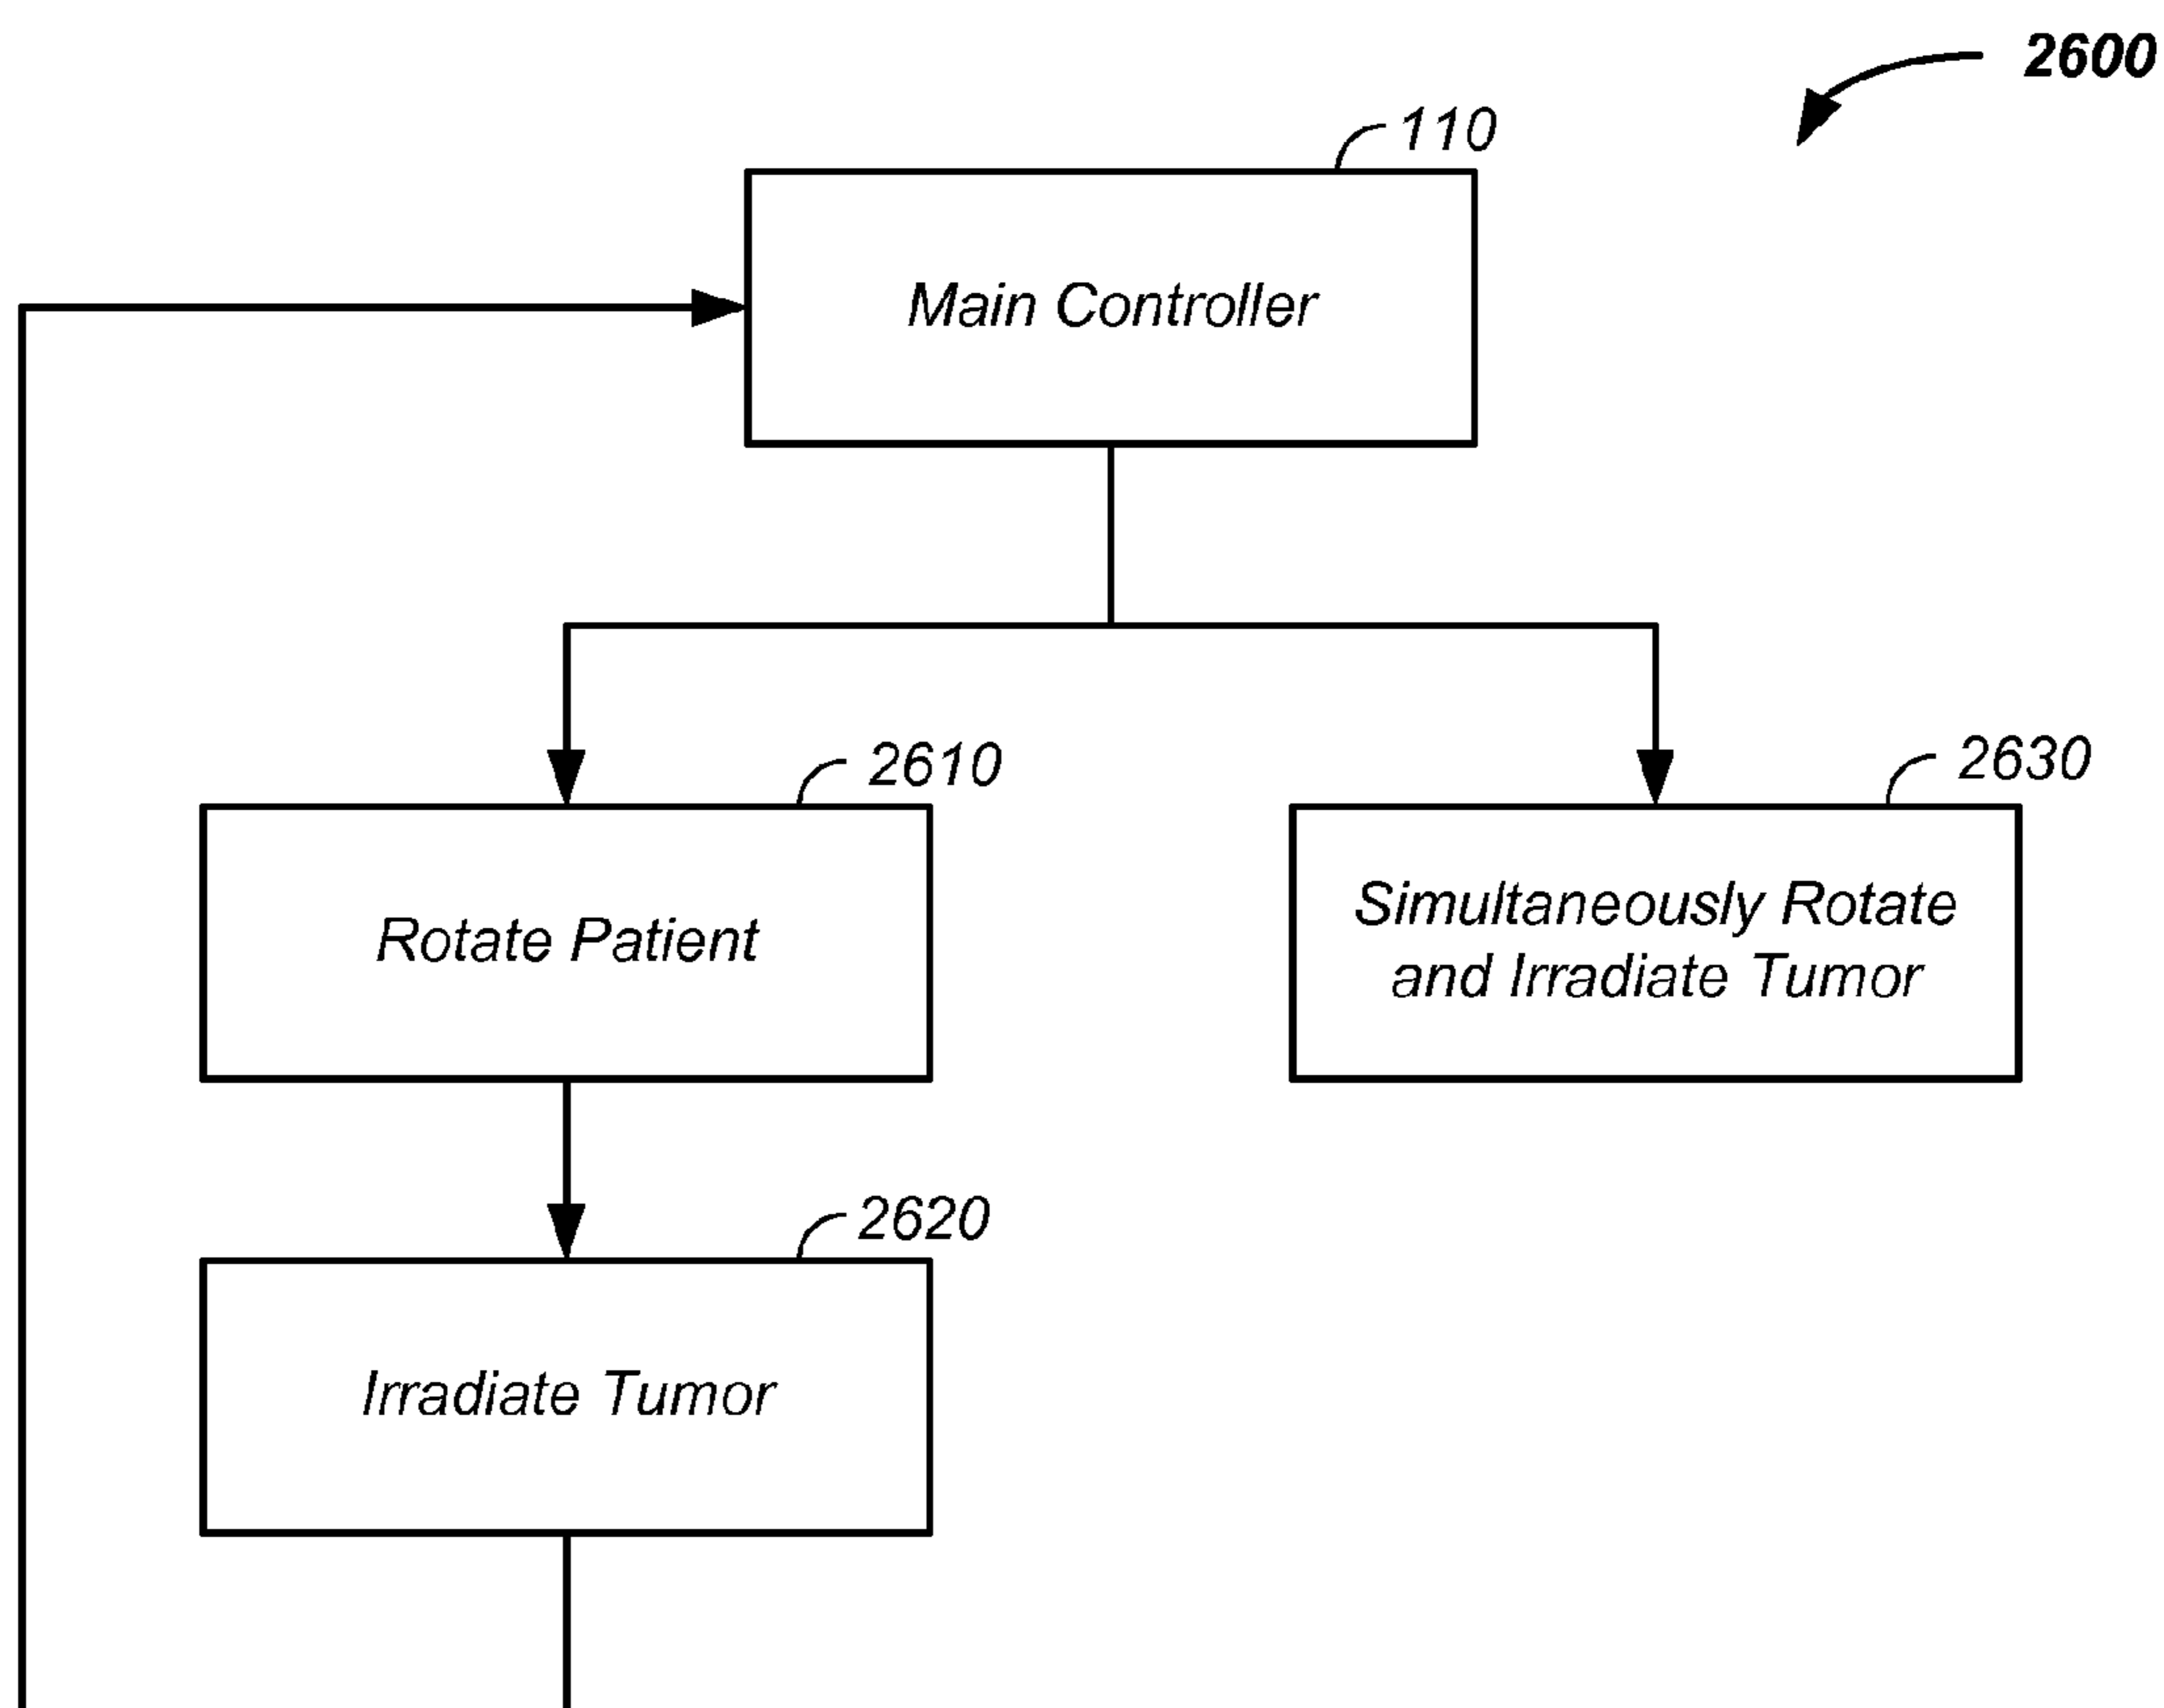 2600
110
Main Controller
2610
2630
Rotate Patient
Simultaneously Rotate
and Irradiate Tumor
2620
Irradiate Tumor